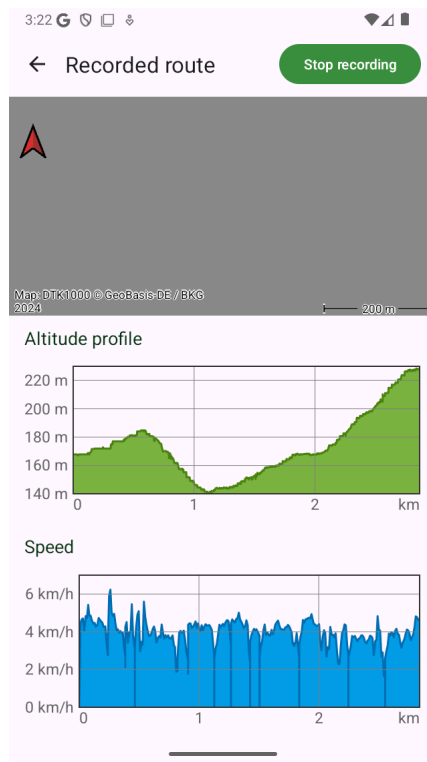 3:22
Recorded route
Stop recording
Map: DTK1000 © GeoBasis-DE / BKG
2024
200 m
Altitude profile
220 m
200 m
180 m
160 m
140 m
0 1 2 km
Speed
6 km/h
4 km/h
2 km/h
0 km/h
0 1 2 km